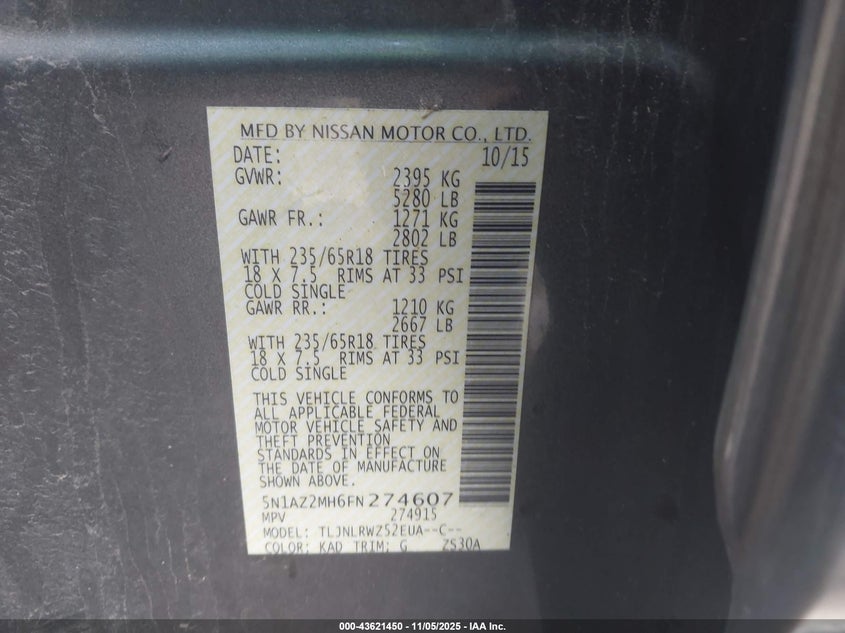 MFD BY NISSAN MOTOR CO., LTD.
DATE: 10/15
GVWR: 2395 KG
5280 LB
GAWR FR.: 1271 KG
2802 LB
WITH 235/65R18 TIRES
18 X 7.5 RIMS AT 33 PSI
COLD SINGLE
GAWR RR.: 1210 KG
2667 LB
WITH 235/65R18 TIRES
18 X 7.5 RIMS AT 33 PSI
COLD SINGLE
THIS VEHICLE CONFORMS TO
ALL APPLICABLE FEDERAL
MOTOR VEHICLE SAFETY AND
THEFT PREVENTION
STANDARDS IN EFFECT ON
THE DATE OF MANUFACTURE
SHOWN ABOVE.
5N1AZ2MH6FN274607
MPV 274915
MODEL: TLJNLRWZ52EUA--C--
COLOR: KAD TRIM: G ZS30A
000-43621450 - 11/05/2025 - IAA Inc.